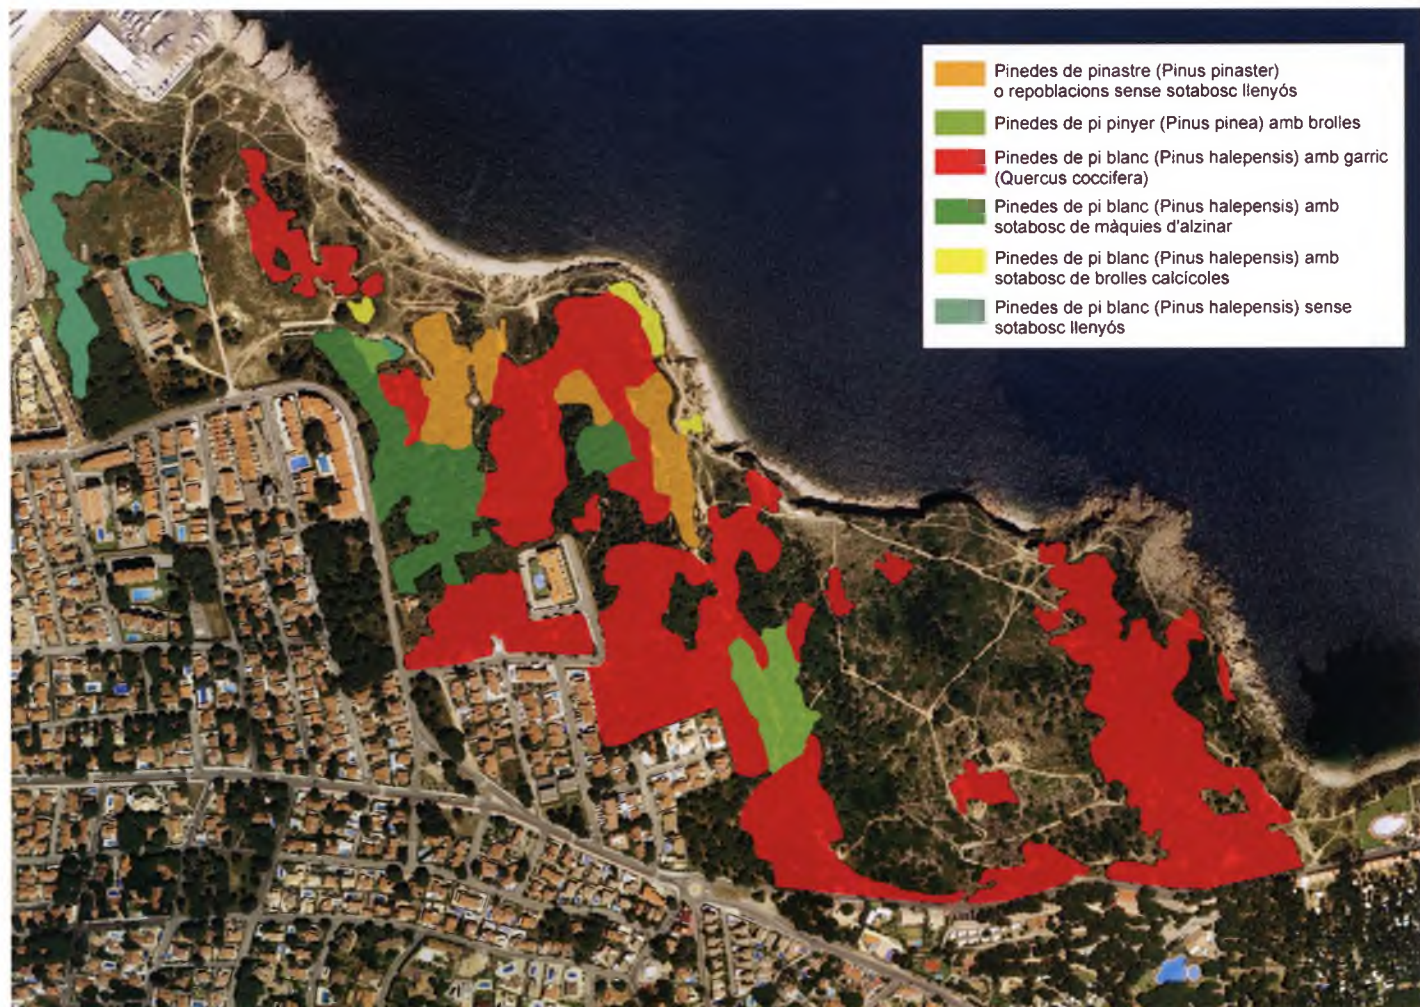 Pinedes de pinastre (Pinus pinaster)
o repoblacions sense sotabosc llenyós
Pinedes de pi pinyer (Pinus pinea) amb brolles
Pinedes de pi blanc (Pinus halepensis) amb garric
(Quercus coccifera)
Pinedes de pi blanc (Pinus halepensis) amb
sotabosc de màquies d'alzinar
Pinedes de pi blanc (Pinus halepensis) amb
sotabosc de brolles calcícoles
Pinedes de pi blanc (Pinus halepensis) sense
sotabosc llenyós